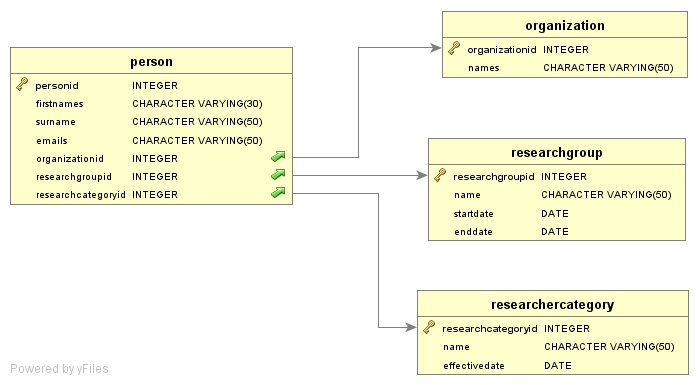 person
personid INTEGER
firstnames CHARACTER VARYING(30)
surname CHARACTER VARYING(50)
emails CHARACTER VARYING(50)
organizationid INTEGER
researchgroupid INTEGER
researchcategoryid INTEGER
organization
organizationid INTEGER
names CHARACTER VARYING(50)
researchgroup
researchgroupid INTEGER
name CHARACTER VARYING(50)
startdate DATE
enddate DATE
researchercategory
researchcategoryid INTEGER
name CHARACTER VARYING(50)
effectivedate DATE
Powered by yFiles